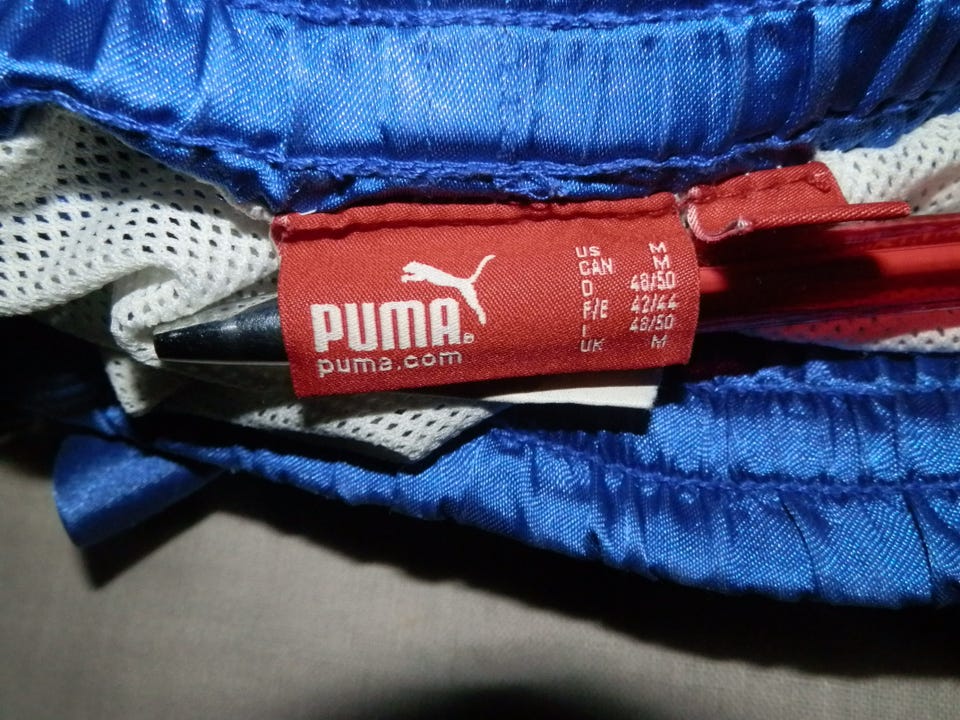 PUMA®
puma.com
US M
CAN M
D 48/50
F/E 42/44
I 48/50
UK M